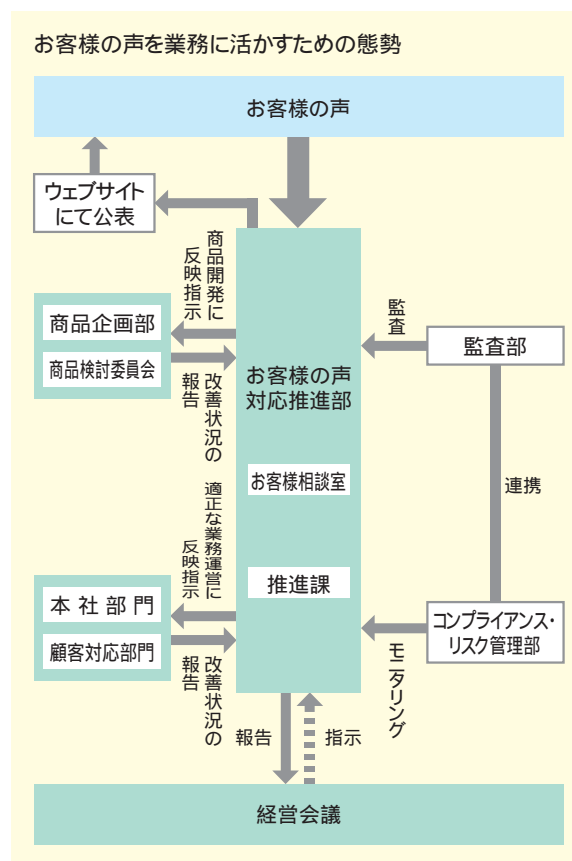 お客様の声を業務に活かすための態勢
お客様の声
ウェブサイト
にて公表
商品開発に
反映指示
商品企画部
商品検討委員会
改善状況の
報告
監査
監査部
お客様の声
対応推進部
お客様相談室
連携
適正な業務運営に
反映指示
推進課
本社部門
顧客対応部門
改善状況の
報告
コンプライアンス・
リスク管理部
モニタリング
報告
指示
経営会議